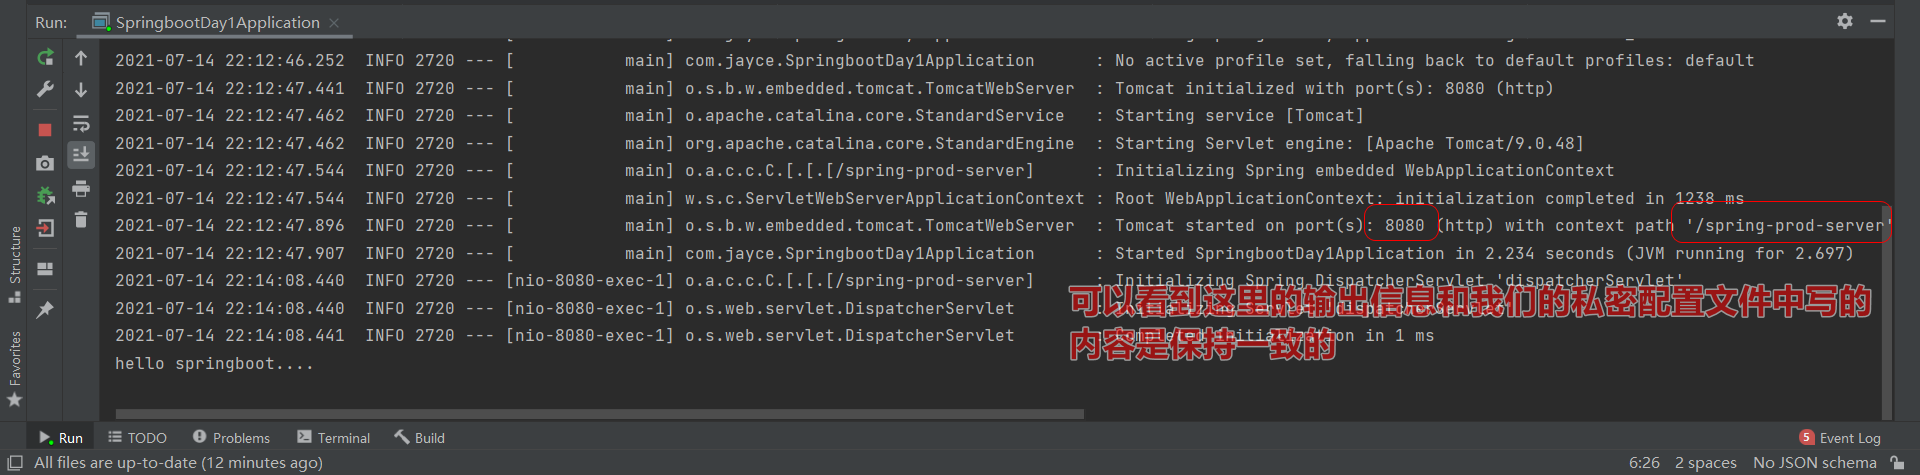 Run: SpringbootDay1Application
2021-07-14 22:12:46.252  INFO 2720 --- [           main] com.jayce.SpringbootDay1Application      : No active profile set, falling back to default profiles: default
2021-07-14 22:12:47.441  INFO 2720 --- [           main] o.s.b.w.embedded.tomcat.TomcatWebServer  : Tomcat initialized with port(s): 8080 (http)
2021-07-14 22:12:47.462  INFO 2720 --- [           main] o.apache.catalina.core.StandardService   : Starting service [Tomcat]
2021-07-14 22:12:47.462  INFO 2720 --- [           main] org.apache.catalina.core.StandardEngine  : Starting Servlet engine: [Apache Tomcat/9.0.48]
2021-07-14 22:12:47.544  INFO 2720 --- [           main] o.a.c.c.C.[.[.[/spring-prod-server]      : Initializing Spring embedded WebApplicationContext
2021-07-14 22:12:47.544  INFO 2720 --- [           main] w.s.c.ServletWebServerApplicationContext : Root WebApplicationContext: initialization completed in 1238 ms
2021-07-14 22:12:47.896  INFO 2720 --- [           main] o.s.b.w.embedded.tomcat.TomcatWebServer  : Tomcat started on port(s): 8080 (http) with context path '/spring-prod-server'
2021-07-14 22:12:47.907  INFO 2720 --- [           main] com.jayce.SpringbootDay1Application      : Started SpringbootDay1Application in 2.234 seconds (JVM running for 2.697)
2021-07-14 22:14:08.440  INFO 2720 --- [nio-8080-exec-1] o.a.c.c.C.[.[.[/spring-prod-server]      : Initializing Spring DispatcherServlet 'dispatcherServlet'
可以看到这里的输出信息和我们的私密配置文件中写的
2021-07-14 22:14:08.440  INFO 2720 --- [nio-8080-exec-1] o.s.web.servlet.DispatcherServlet
2021-07-14 22:14:08.441  INFO 2720 --- [nio-8080-exec-1] o.s.web.servlet.DispatcherServlet        : Completed initialization in 1 ms
内容是保持一致的
hello springboot....
Structure
Favorites
Run TODO Problems Terminal Build 5 Event Log
All files are up-to-date (12 minutes ago) 6:26 2 spaces No JSON schema